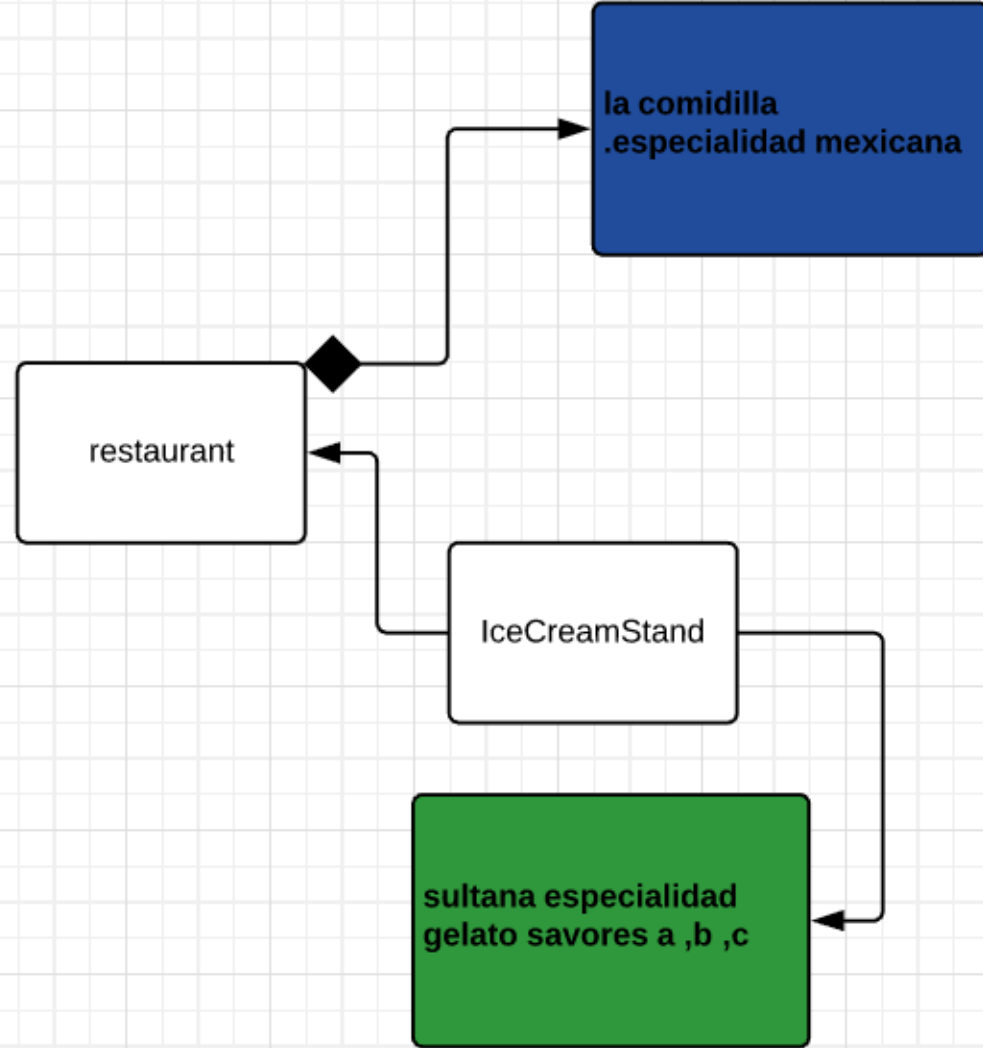 la comidilla
.especialidad mexicana
restaurant
IceCreamStand
sultana especialidad
gelato savores a ,b ,c